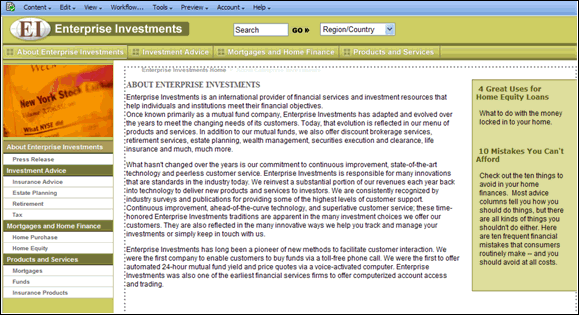 Content Edit View Workflow... Tools Preview Account Help
EI Enterprise Investments
Search GO Region/Country
About Enterprise Investments Investment Advice Mortgages and Home Finance Products and Services
Enterprise Investments Home
New York Stock
What NYSE did
About Enterprise Investments
Press Release
Investment Advice
Insurance Advice
Estate Planning
Retirement
Tax
Mortgages and Home Finance
Home Purchase
Home Equity
Products and Services
Mortgages
Funds
Insurance Products
ABOUT ENTERPRISE INVESTMENTS
Enterprise Investments is an international provider of financial services and investment resources that
help individuals and institutions meet their financial objectives.
Once known primarily as a mutual fund company, Enterprise Investments has adapted and evolved over
the years to meet the changing needs of its customers. Today, that evolution is reflected in our menu of
products and services. In addition to our mutual funds, we also offer discount brokerage services,
retirement services, estate planning, wealth management, securities execution and clearance, life
insurance and much, much more.
What hasn't changed over the years is our commitment to continuous improvement, state-of-the-art
technology and peerless customer service. Enterprise Investments is responsible for many innovations
that are standards in the industry today. We reinvest a substantial portion of our revenues each year back
into technology to deliver new products and services to investors. We are consistently recognized by
industry surveys and publications for providing some of the highest levels of customer support.
Continuous improvement, ahead-of-the-curve technology, and superlative customer service; these time-
honored Enterprise Investments traditions are apparent in the many investment choices we offer our
customers. They are also reflected in the many innovative ways we help you track and manage your
investments or simply keep in touch with us.
Enterprise Investments has long been a pioneer of new methods to facilitate customer interaction. We
were the first company to enable customers to buy funds via a toll-free phone call. We were the first to offer
automated 24-hour mutual fund yield and price quotes via a voice-activated computer. Enterprise
Investments was also one of the earliest financial services firms to offer computerized account access
and trading.
4 Great Uses for
Home Equity Loans
What to do with the money
locked in to your home.
10 Mistakes You Can't
Afford
Check out the ten things to
avoid in your home
finances. Most advice
columns tell you how you
should do things, but there
are all kinds of things you
shouldn't do either. Here
are ten frequent financial
mistakes that consumers
routinely make -- and you
should avoid at all costs.